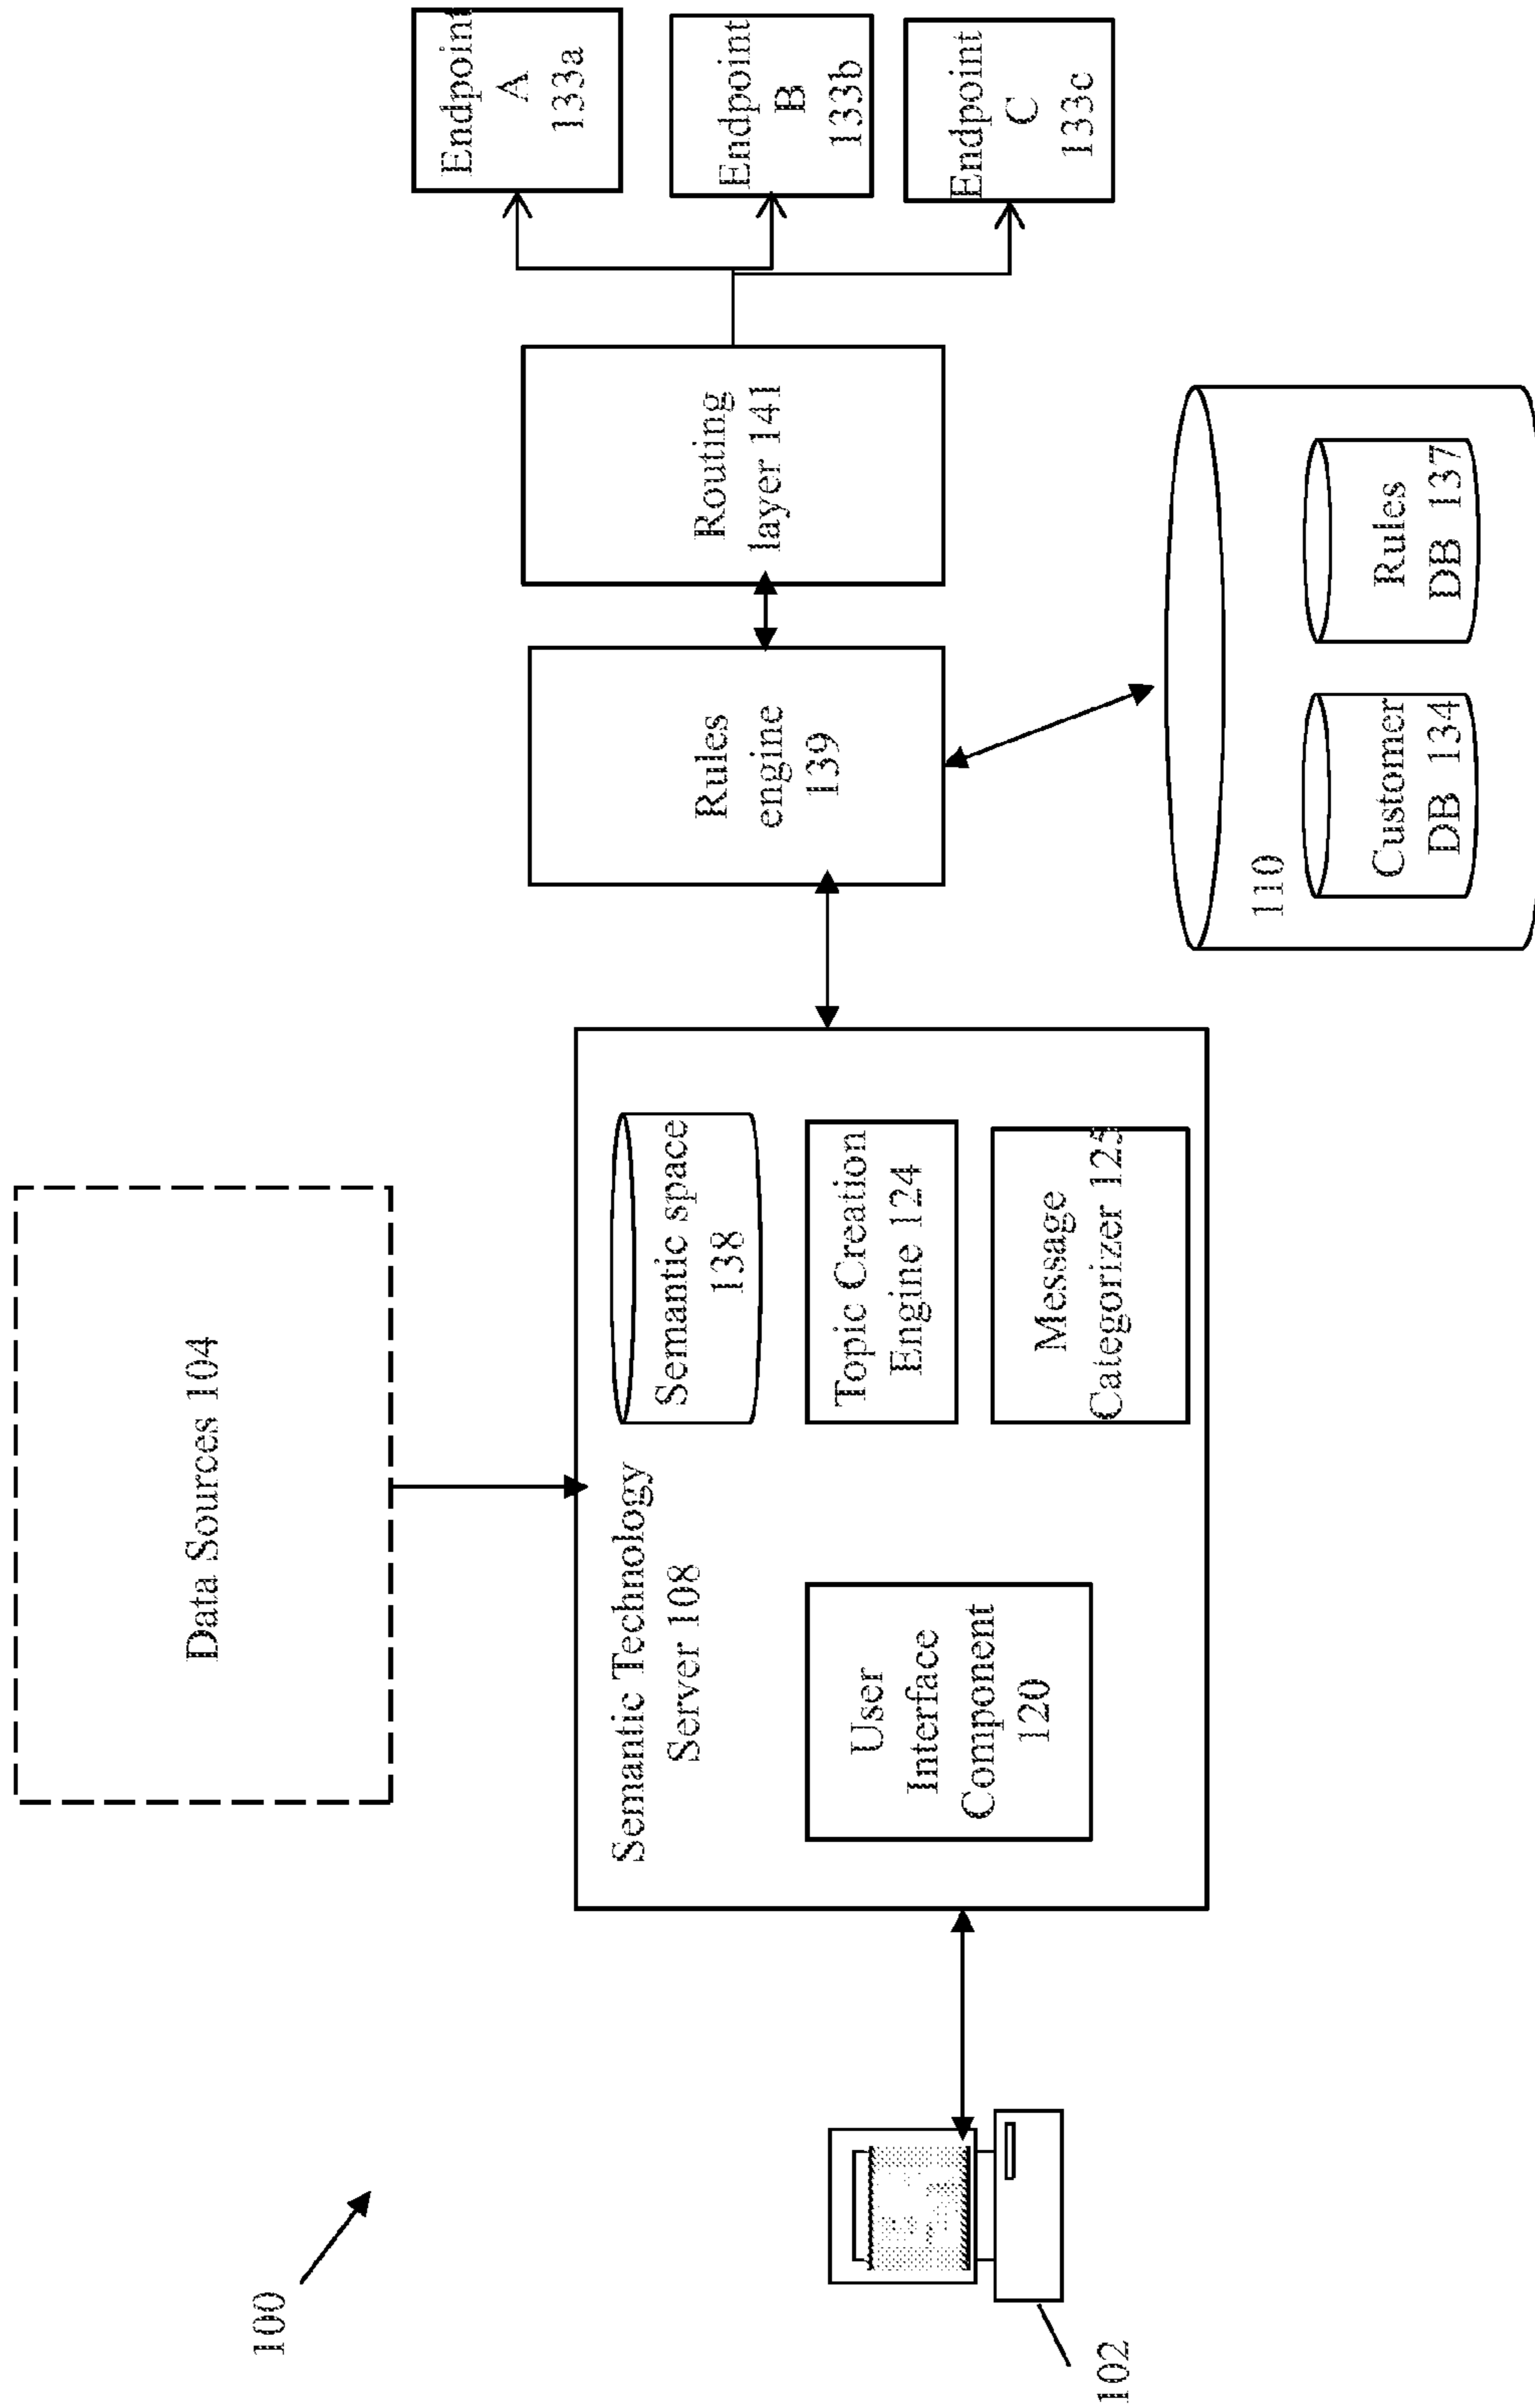 100
Data Sources 104
102
Semantic Technology
Server 108
User
Interface
Component
120
Semantic space
138
Topic Creation
Engine 124
Message
Categorizer 125
Rules
engine
139
Routing
layer 141
110
Customer
DB 134
Rules
DB 137
Endpoint
A
133a
Endpoint
B
133b
Endpoint
C
133c